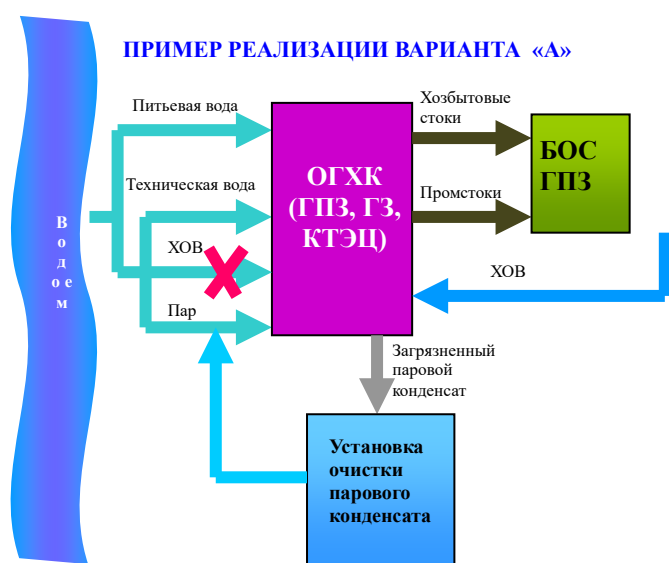 ПРИМЕР РЕАЛИЗАЦИИ ВАРИАНТА «А»
Питьевая вода
Хозбытовые
стоки
ОГХК
(ГПЗ, ГЗ,
КТЭЦ)
БОС
ГПЗ
Техническая вода
Промстоки
Водоем
ХОВ
ХОВ
Пар
Загрязненный
паровой
конденсат
Установка
очистки
парового
конденсата